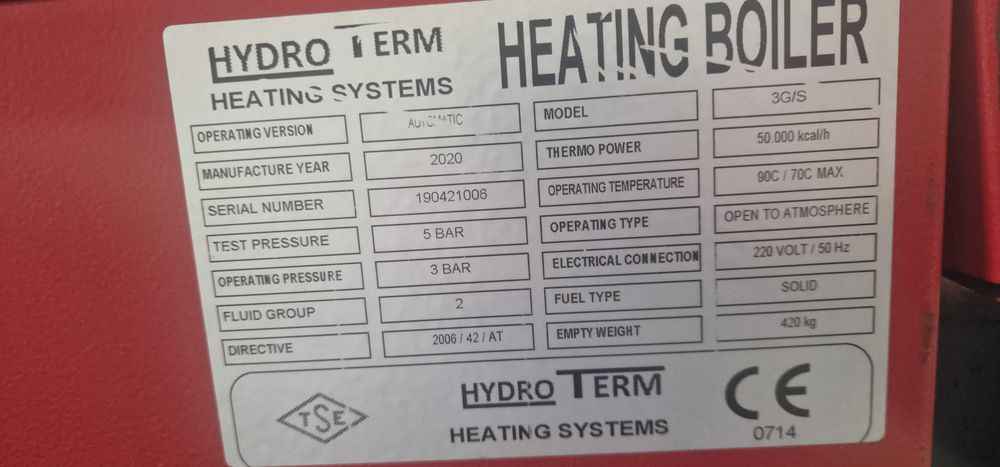 HYDRO TERM
HEATING SYSTEMS
HEATING BOILER
OPERATING VERSION AUTOMATIC
MANUFACTURE YEAR 2020
SERIAL NUMBER 190421006
TEST PRESSURE 5 BAR
OPERATING PRESSURE 3 BAR
FLUID GROUP 2
DIRECTIVE 2006 / 42 / AT
MODEL 3G/S
THERMO POWER 50.000 kcal/h
OPERATING TEMPERATURE 90C / 70C MAX
OPERATING TYPE OPEN TO ATMOSPHERE
ELECTRICAL CONNECTION 220 VOLT / 50 Hz
FUEL TYPE SOLID
EMPTY WEIGHT 420 kg
TSE
HYDRO TERM
HEATING SYSTEMS
CE
0714